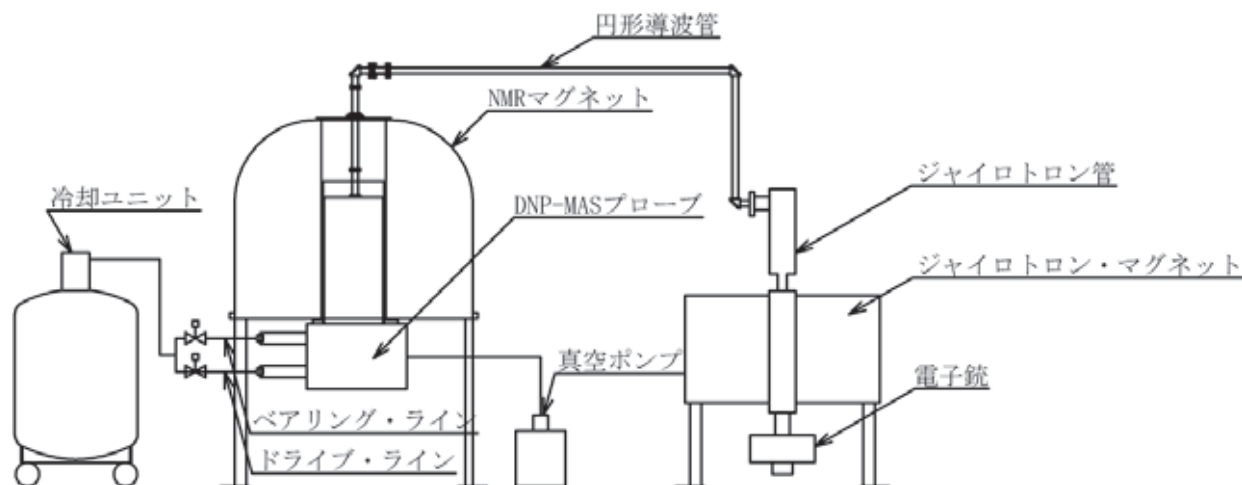 円形導波管
NMRマグネット
ジャイロトロン管
冷却ユニット
DNP-MASプローブ
ジャイロトロン・マグネット
真空ポンプ
電子銃
ベアリング・ライン
ドライブ・ライン